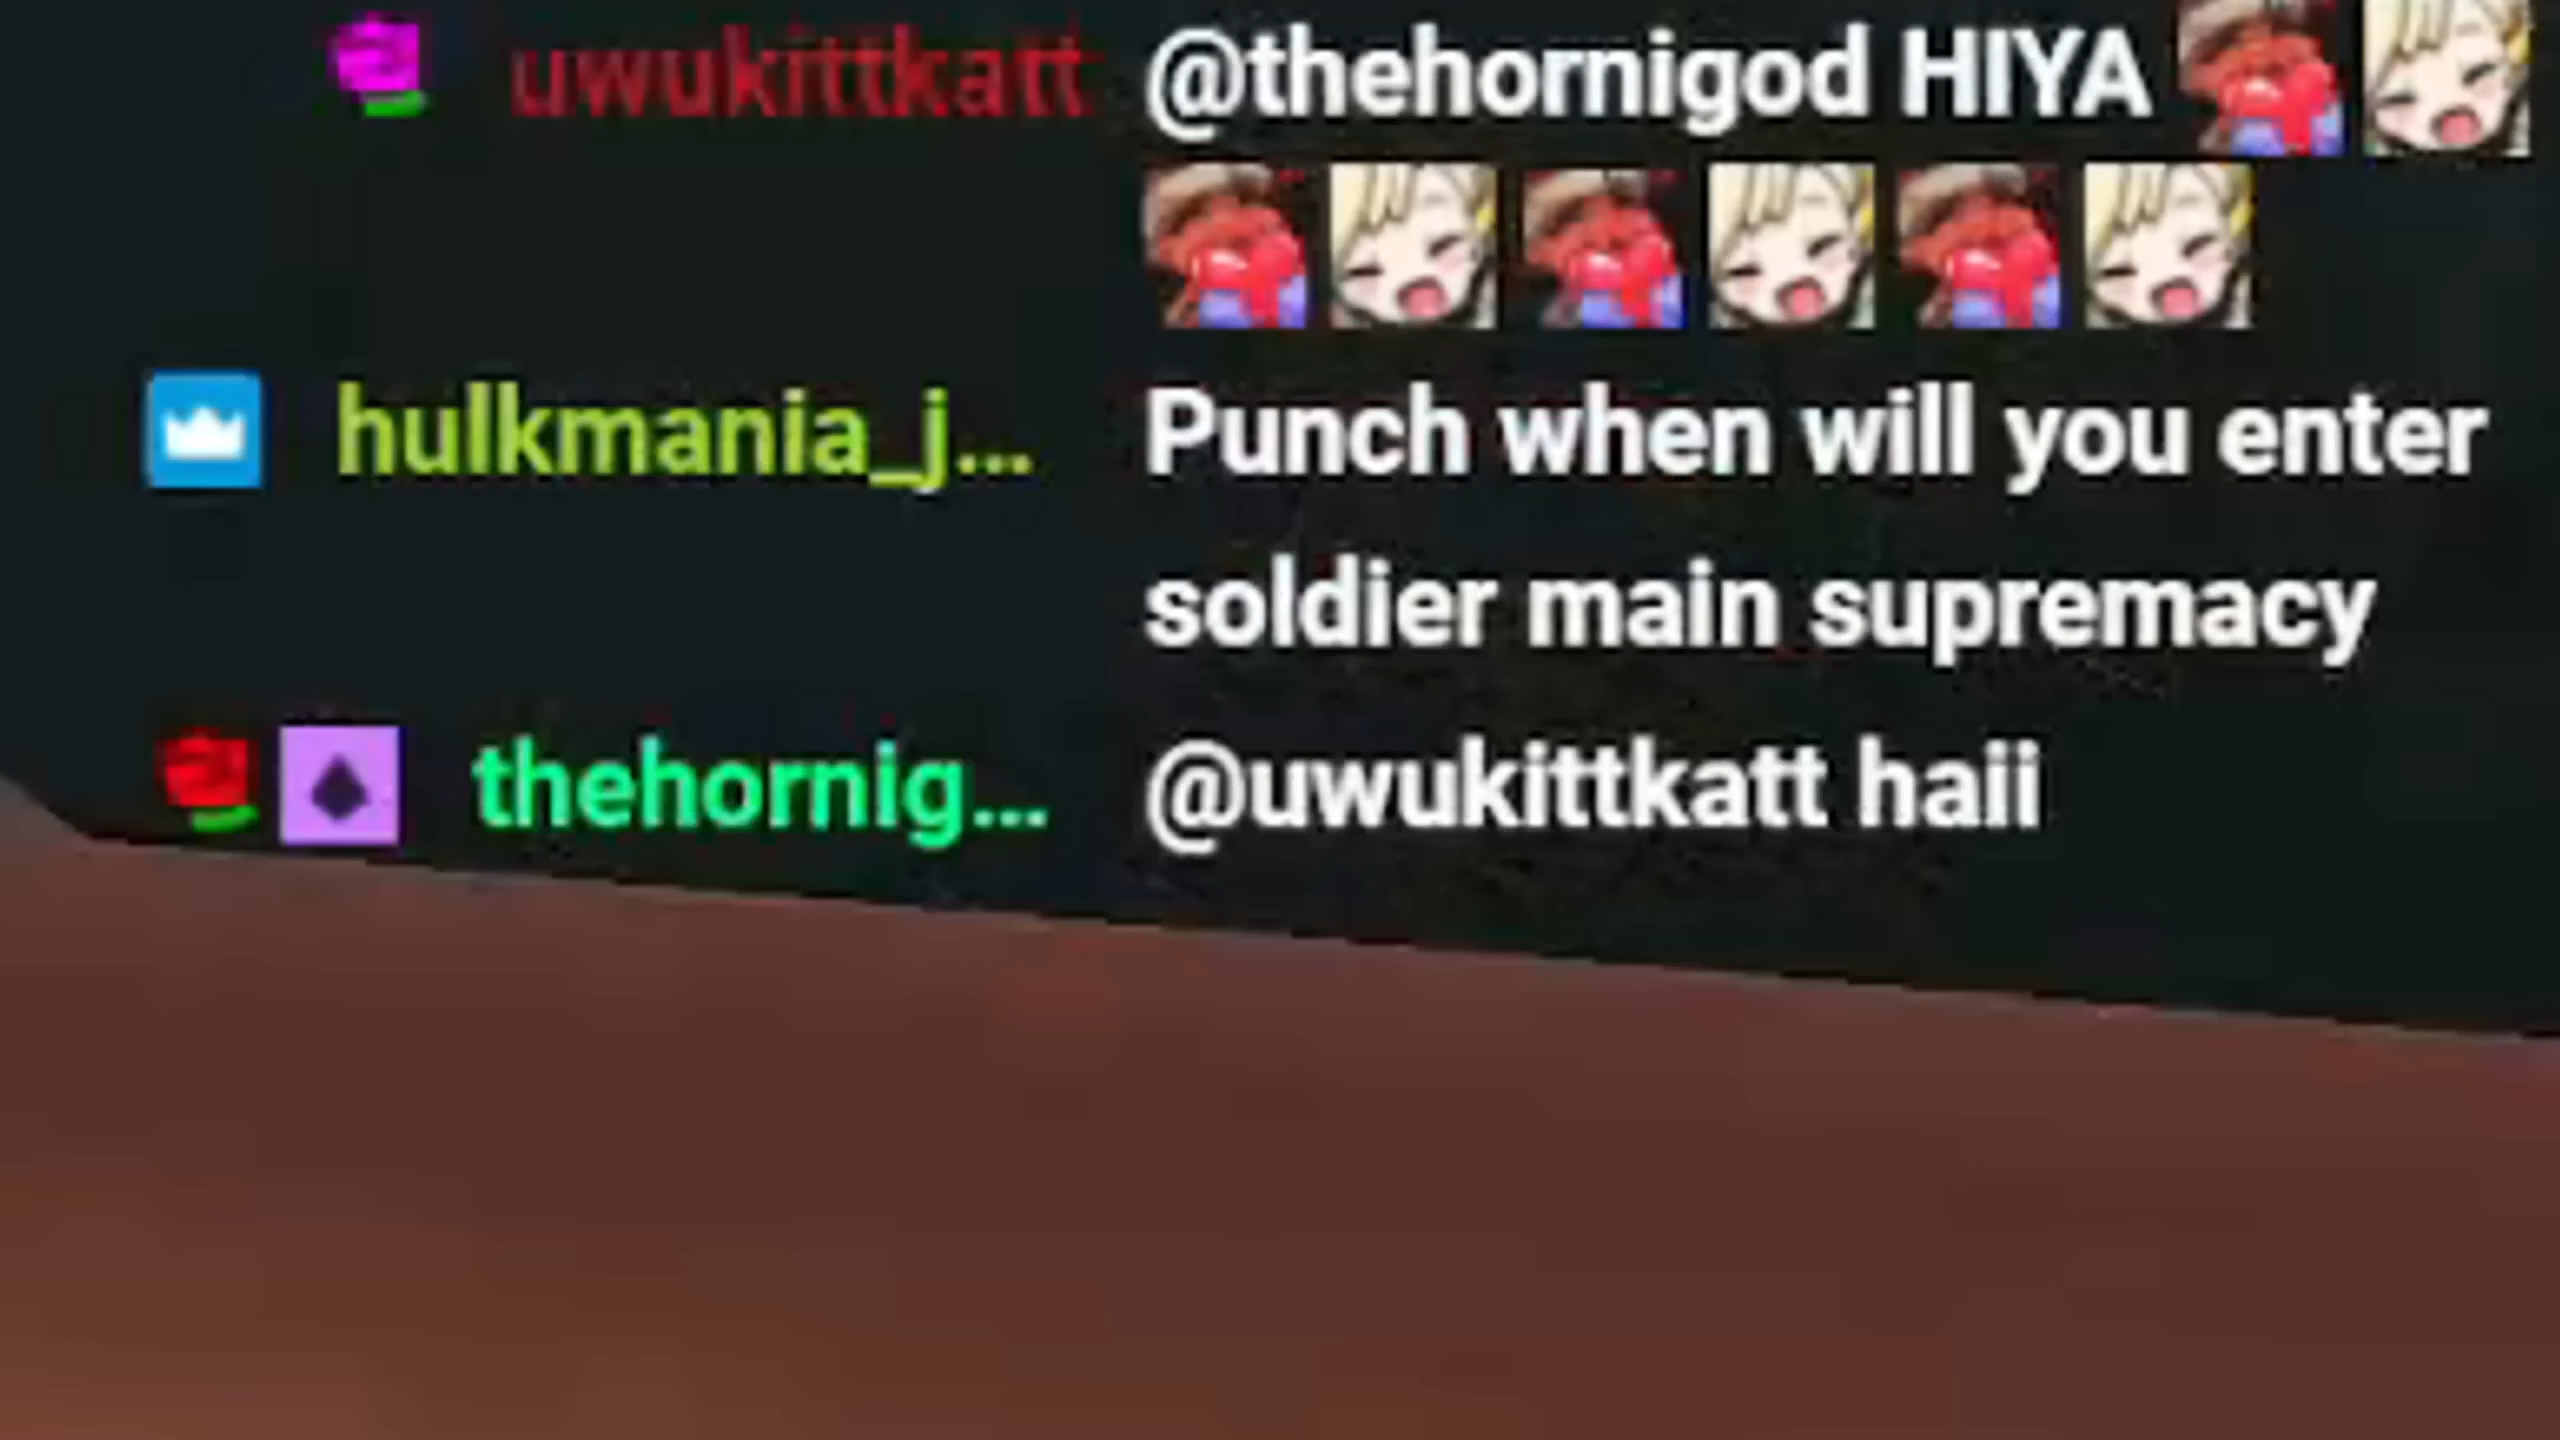 uwukittkatt @thehornigod HIYA
hulkmania_j... Punch when will you enter
soldier main supremacy
thehornig... @uwukittkatt haii